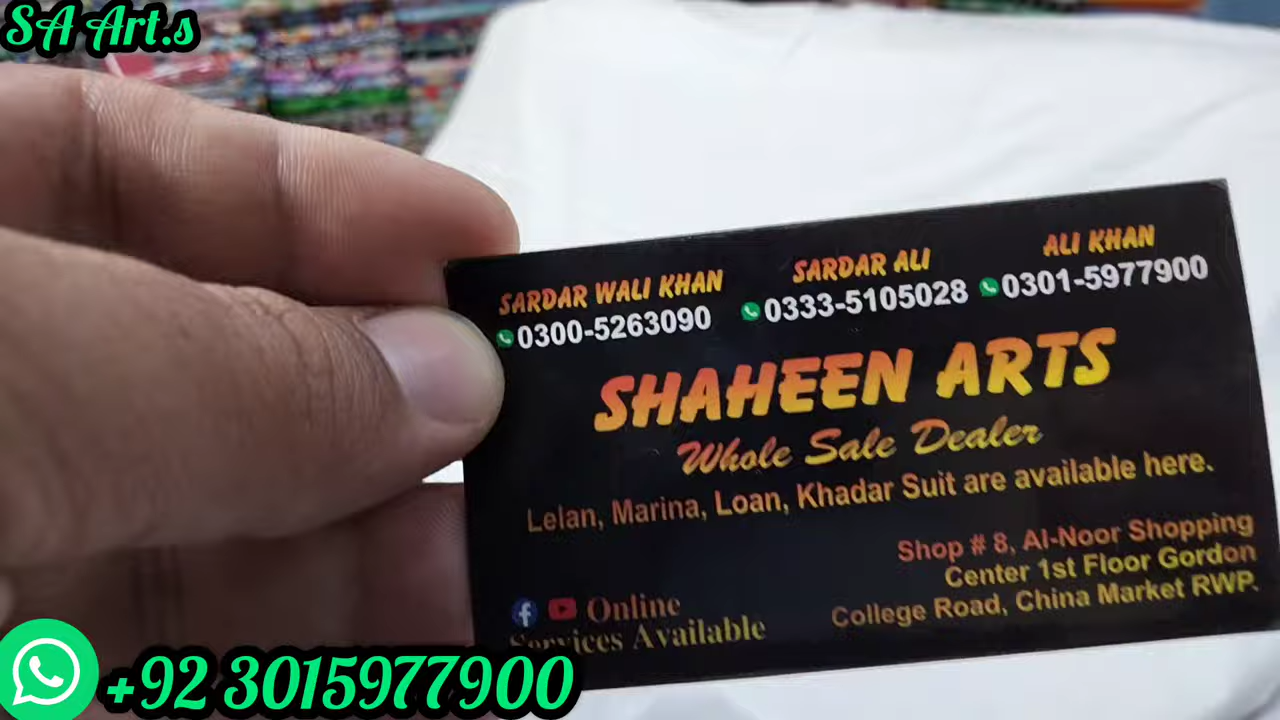 SA Art.s
SARDAR WALI KHAN
0300-5263090
SARDAR ALI
0333-5105028
ALI KHAN
0301-5977900
SHAHEEN ARTS
Whole Sale Dealer
Lelan, Marina, Loan, Khadar Suit are available here.
Shop # 8, Al-Noor Shopping
Center 1st Floor Gordon
College Road, China Market RWP.
Online
Services Available
+92 3015977900